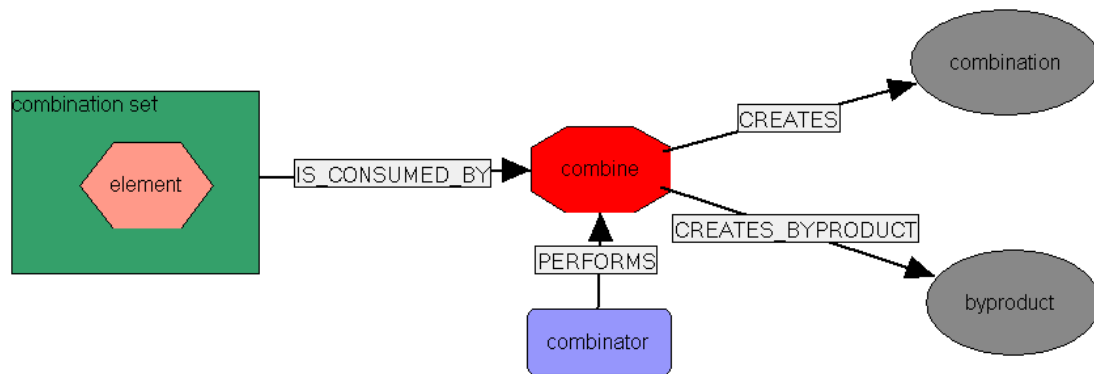 combination set
element
IS_CONSUMED_BY
combine
CREATES
combination
CREATES_BYPRODUCT
byproduct
PERFORMS
combinator